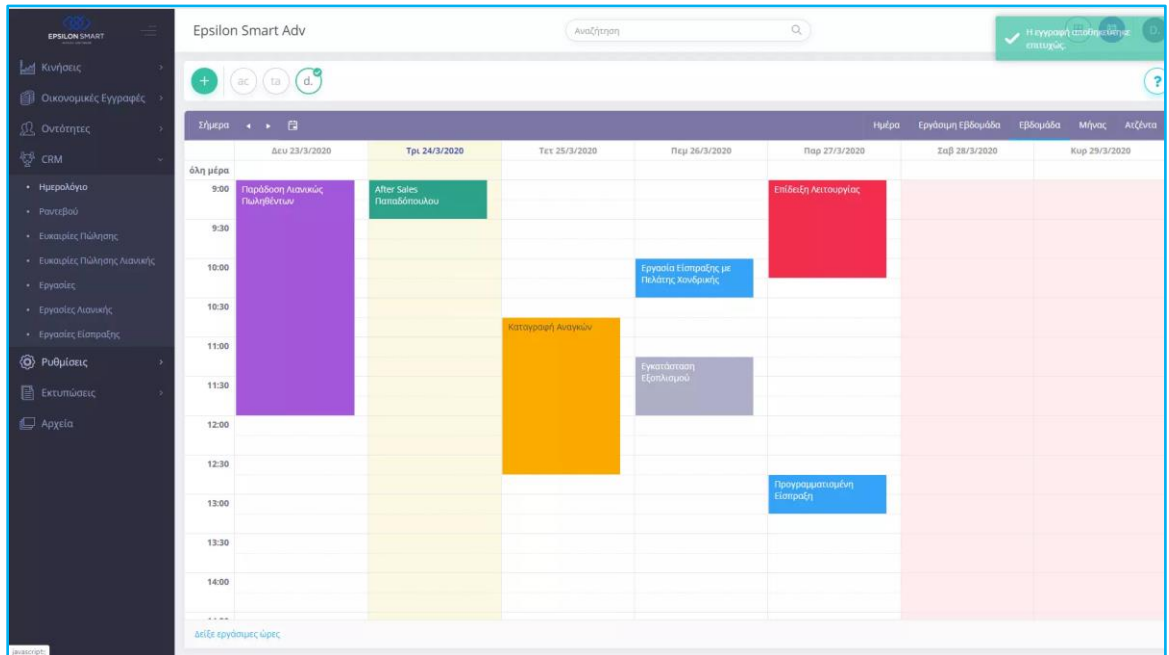 EPSILON SMART
Epsilon Smart Adv
Αναζήτηση
Η εγγραφή αποθηκεύτηκε
επιτυχώς.
D.
Κινήσεις
Οικονομικές Εγγραφές
Οντότητες
CRM
Ημερολόγιο
Ραντεβού
Ευκαιρίες Πώλησης
Ευκαιρίες Πώλησης Λιανικής
Εργασίες
Εργασίες Λιανικής
Εργασίες Είσπραξης
Ρυθμίσεις
Εκτυπώσεις
Αρχεία
+ ac ta d. ?
Σήμερα Ημέρα Εργάσιμη Εβδομάδα Εβδομάδα Μήνας Ατζέντα
Δευ 23/3/2020 Τρι 24/3/2020 Τετ 25/3/2020 Πεμ 26/3/2020 Παρ 27/3/2020 Σαβ 28/3/2020 Κυρ 29/3/2020
όλη μέρα
9:00
Παράδοση Λιανικώς
Πωληθέντων
After Sales
Παπαδόπουλου
Επίδειξη Λειτουργίας
9:30
10:00
Εργασία Είσπραξης με
Πελάτης Χονδρικής
10:30
Καταγραφή Αναγκών
11:00
Εγκατάσταση
Εξοπλισμού
11:30
12:00
12:30
Προγραμματισμένη
Είσπραξη
13:00
13:30
14:00
Δείξε εργάσιμες ώρες
javascript: